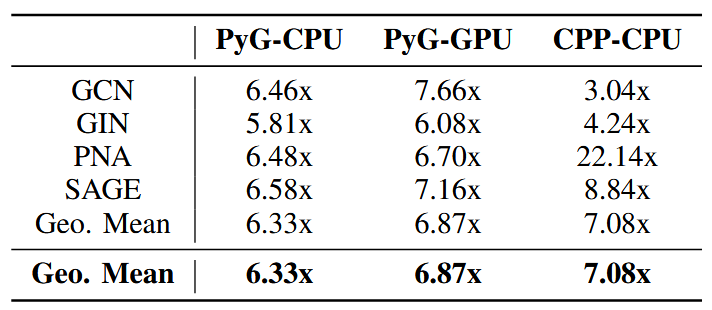 PyG-CPU PyG-GPU CPP-CPU
GCN 6.46x 7.66x 3.04x
GIN 5.81x 6.08x 4.24x
PNA 6.48x 6.70x 22.14x
SAGE 6.58x 7.16x 8.84x
Geo. Mean 6.33x 6.87x 7.08x
Geo. Mean 6.33x 6.87x 7.08x